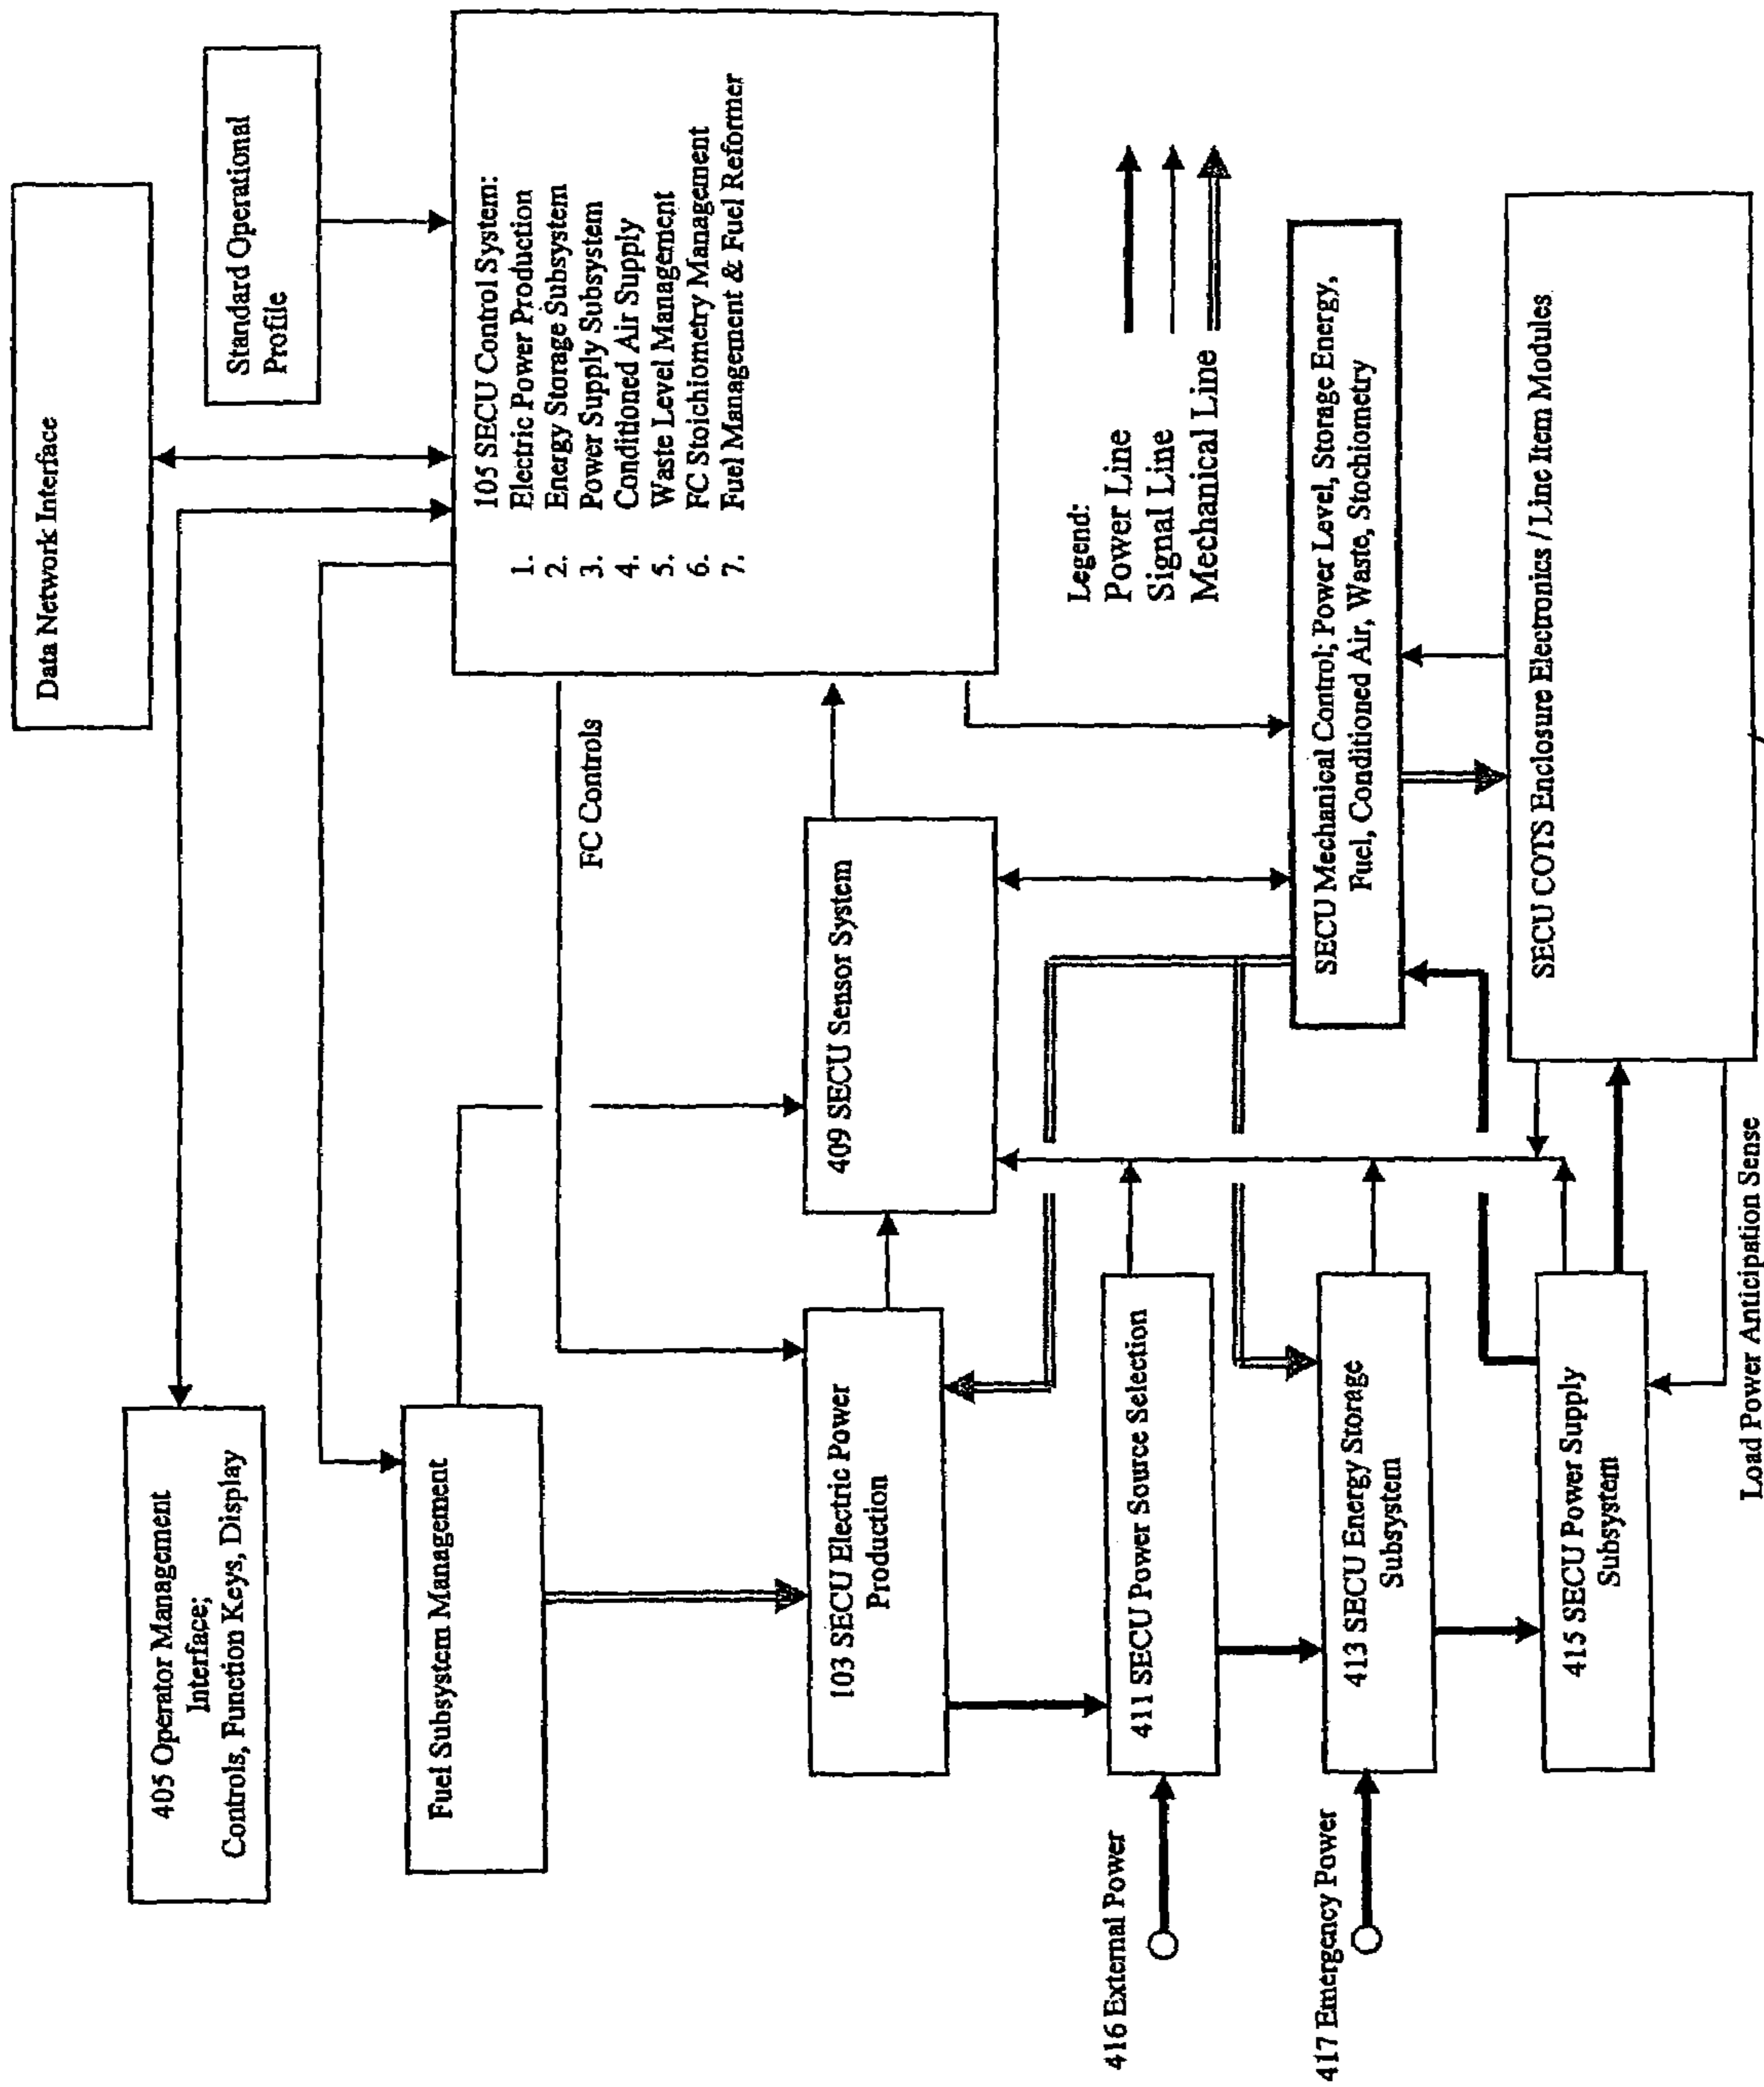 Data Network Interface
Standard Operational
Profile
405 Operator Management
Interface;
Controls, Function Keys, Display
105 SECU Control System:
1. Electric Power Production
2. Energy Storage Subsystem
3. Power Supply Subsystem
4. Conditioned Air Supply
5. Waste Level Management
6. FC Stoichiometry Management
7. Fuel Management & Fuel Reformer
Fuel Subsystem Management
FC Controls
409 SECU Sensor System
103 SECU Electric Power
Production
Legend:
Power Line
Signal Line
Mechanical Line
411 SECU Power Source Selection
416 External Power
SECU Mechanical Control; Power Level, Storage Energy,
Fuel, Conditioned Air, Waste, Stochiometry
413 SECU Energy Storage
Subsystem
417 Emergency Power
SECU COTS Enclosure Electronics / Line Item Modules
415 SECU Power Supply
Subsystem
Load Power Anticipation Sense